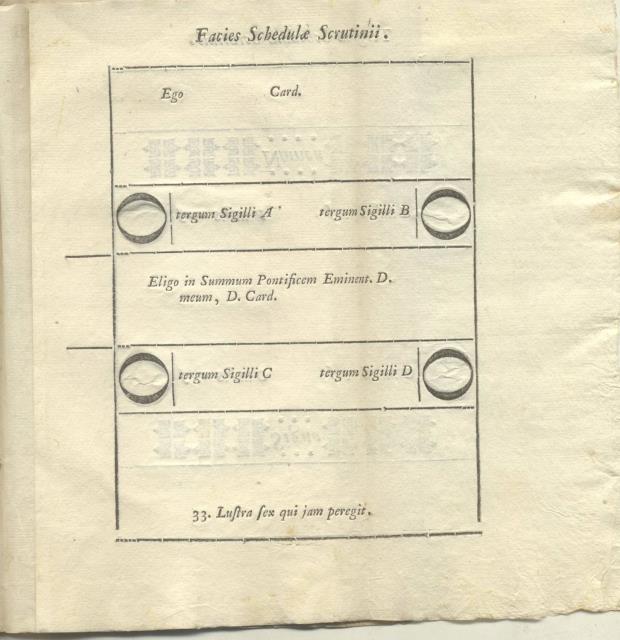 Facies Schedulæ Scrutinii.
Ego Card.
tergum Sigilli A tergum Sigilli B
Eligo in Summum Pontificem Eminent. D.
meum, D. Card.
tergum Sigilli C tergum Sigilli D
33. Luſtra ſex qui jam peregit.